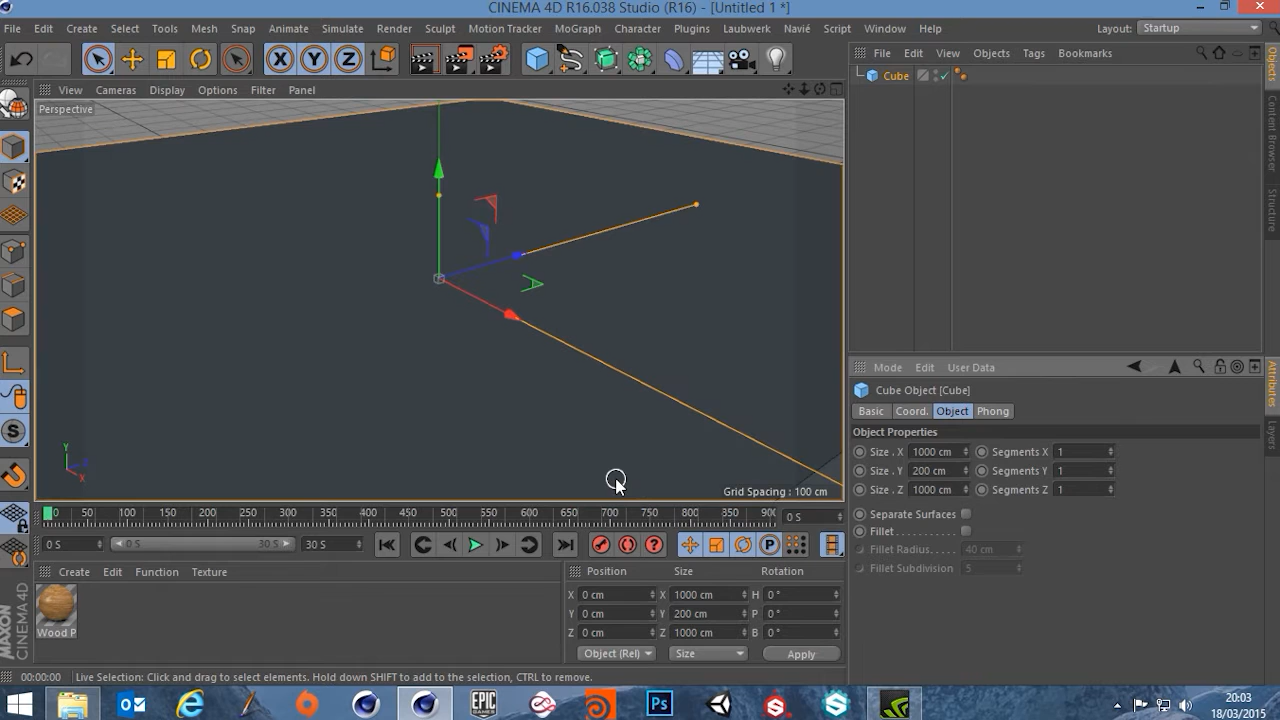 CINEMA 4D R16.038 Studio (R16) - [Untitled 1 *]
File Edit Create Select Tools Mesh Snap Animate Simulate Render Sculpt Motion Tracker MoGraph Character Plugins Laubwerk Navié Script Window Help Layout: Startup
X Y Z
File Edit View Objects Tags Bookmarks
Cube
Objects
Content Browser
Structure
View Cameras Display Options Filter Panel
Perspective
Y
X
Grid Spacing : 100 cm
Mode Edit User Data
Cube Object [Cube]
Basic Coord. Object Phong
Object Properties
Size . X 1000 cm Segments X 1
Size . Y 200 cm Segments Y 1
Size . Z 1000 cm Segments Z 1
Separate Surfaces
Fillet
Fillet Radius 40 cm
Fillet Subdivision 5
Attributes
Layers
0 50 100 150 200 250 300 350 400 450 500 550 600 650 700 750 800 850 900 0 S
0 S 0 S 30 S 30 S
Create Edit Function Texture
Wood P
Position Size Rotation
X 0 cm X 1000 cm H 0 °
Y 0 cm Y 200 cm P 0 °
Z 0 cm Z 1000 cm B 0 °
Object (Rel) Size Apply
MAXON
CINEMA 4D
00:00:00 Live Selection: Click and drag to select elements. Hold down SHIFT to add to the selection, CTRL to remove.
EPIC
GAMES
Ps
20:03
18/03/2015